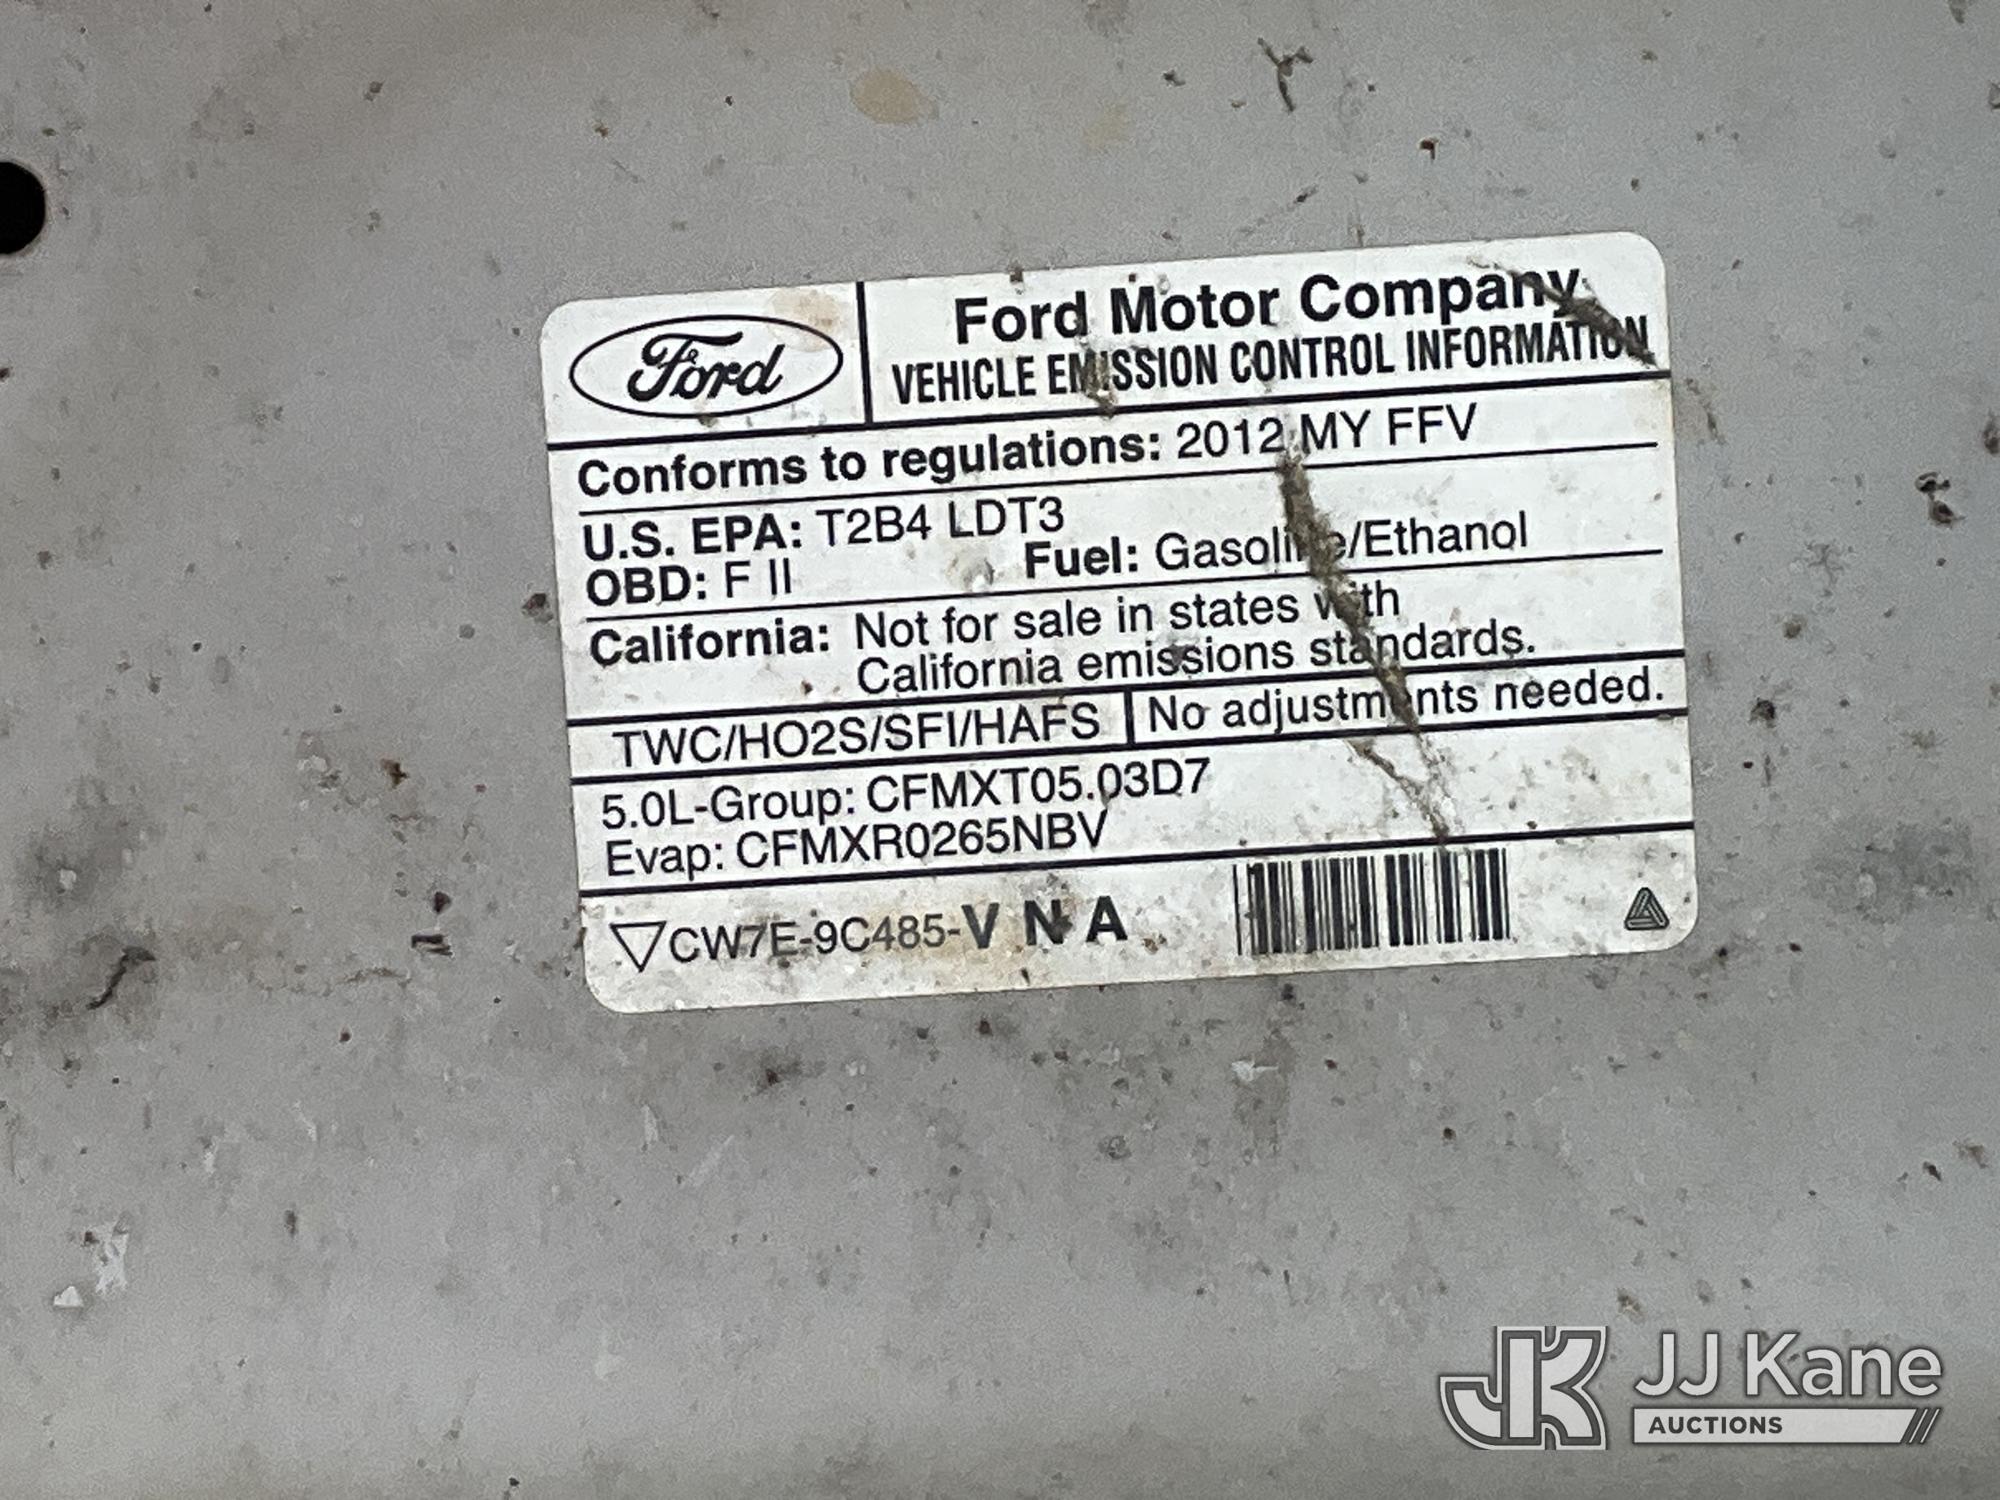 Ford
Ford Motor Company
VEHICLE EMISSION CONTROL INFORMATION
Conforms to regulations: 2012 MY FFV
U.S. EPA: T2B4 LDT3
OBD: F II Fuel: Gasoline/Ethanol
California: Not for sale in states with
California emissions standards.
TWC/HO2S/SFI/HAFS No adjustments needed.
5.0L-Group: CFMXT05.03D7
Evap: CFMXR0265NBV
CW7E-9C485-V N A
JK JJ Kane
AUCTIONS